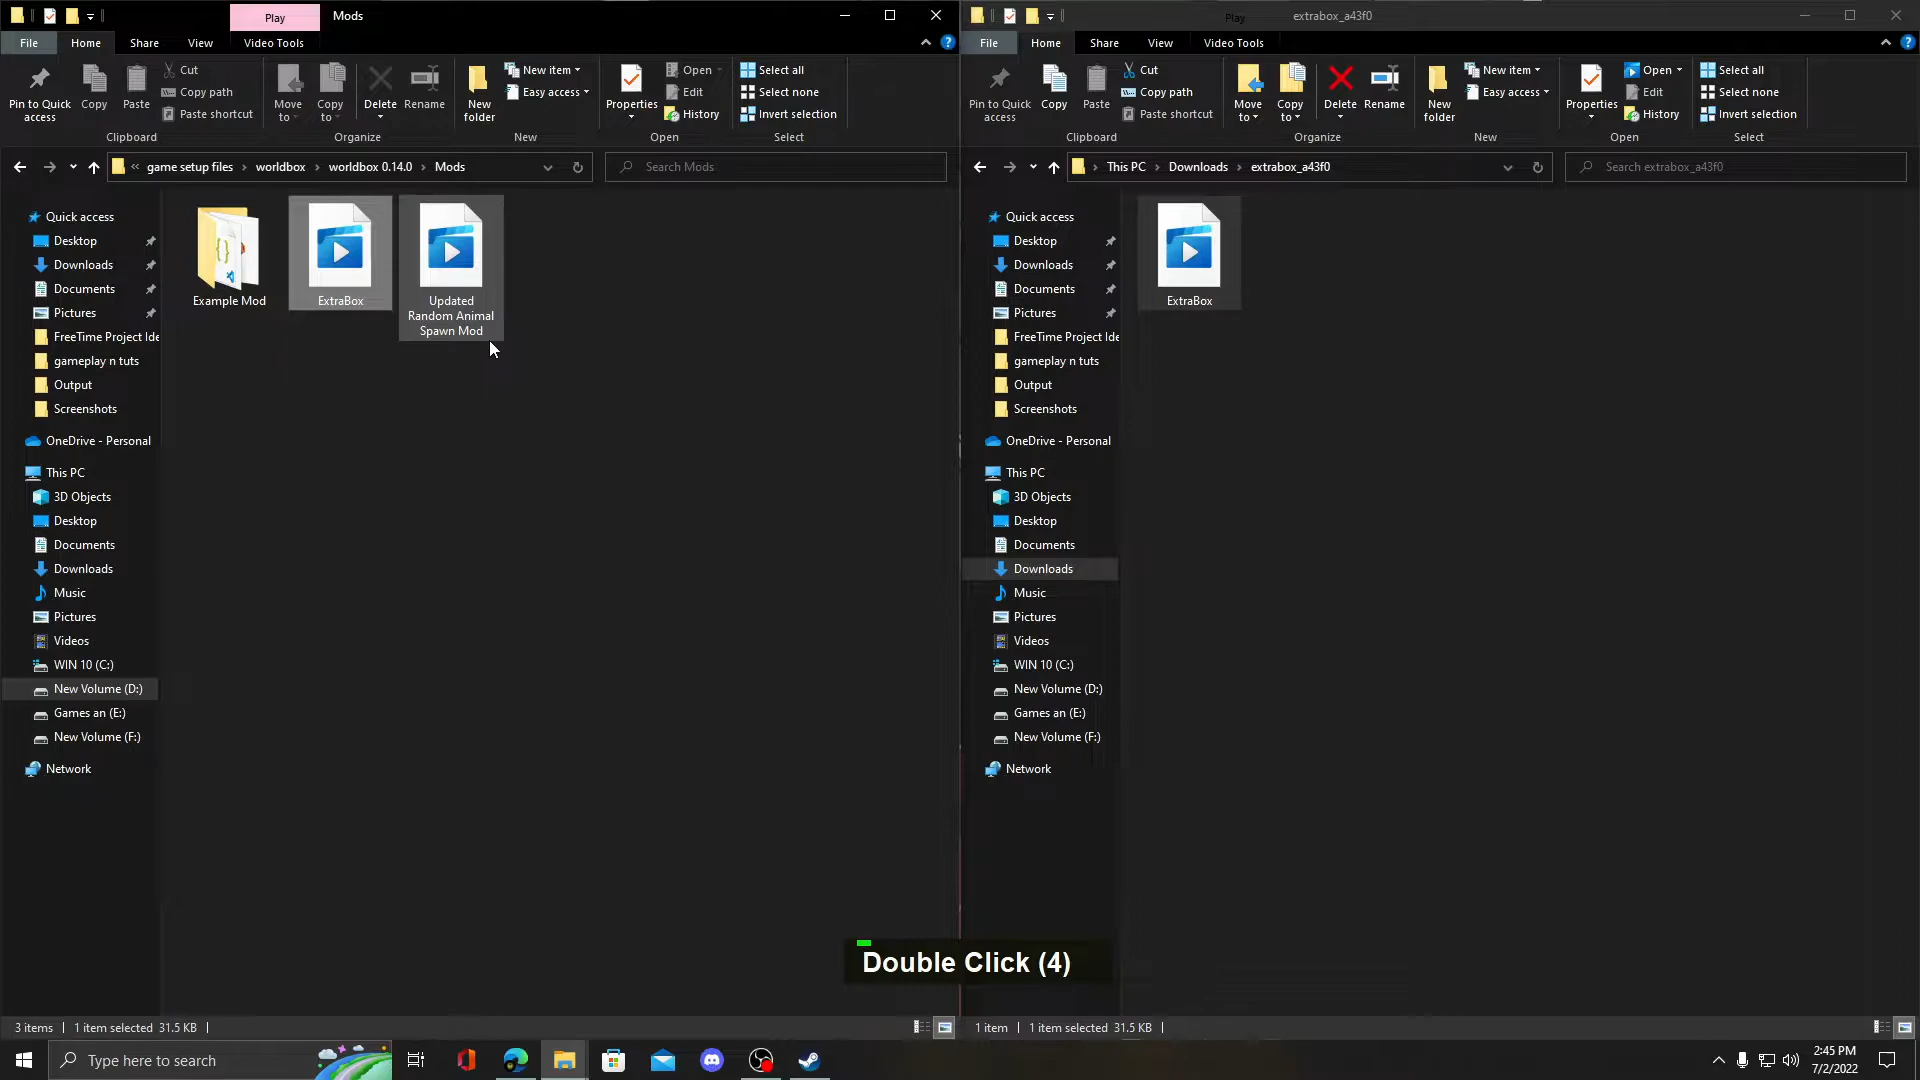 Play Mods
File Home Share View Video Tools
Pin to Quick access
Copy
Paste
Cut
Copy path
Paste shortcut
Clipboard
Move to
Copy to
Delete
Rename
Organize
New folder
New item
Easy access
New
Properties
Open
Edit
History
Open
Select all
Select none
Invert selection
Select
« game setup files › worldbox › worldbox 0.14.0 › Mods
Search Mods
Quick access
Desktop
Downloads
Documents
Pictures
FreeTime Project Ide
gameplay n tuts
Output
Screenshots
OneDrive - Personal
This PC
3D Objects
Desktop
Documents
Downloads
Music
Pictures
Videos
WIN 10 (C:)
New Volume (D:)
Games an (E:)
New Volume (F:)
Network
Example Mod
ExtraBox
Updated
Random Animal
Spawn Mod
3 items 1 item selected 31.5 KB
Play extrabox_a43f0
File Home Share View Video Tools
Pin to Quick access
Copy
Paste
Cut
Copy path
Paste shortcut
Clipboard
Move to
Copy to
Delete
Rename
Organize
New folder
New item
Easy access
New
Properties
Open
Edit
History
Open
Select all
Select none
Invert selection
Select
› This PC › Downloads › extrabox_a43f0
Search extrabox_a43f0
Quick access
Desktop
Downloads
Documents
Pictures
FreeTime Project Ide
gameplay n tuts
Output
Screenshots
OneDrive - Personal
This PC
3D Objects
Desktop
Documents
Downloads
Music
Pictures
Videos
WIN 10 (C:)
New Volume (D:)
Games an (E:)
New Volume (F:)
Network
ExtraBox
1 item 1 item selected 31.5 KB
Double Click (4)
Type here to search
2:45 PM
7/2/2022